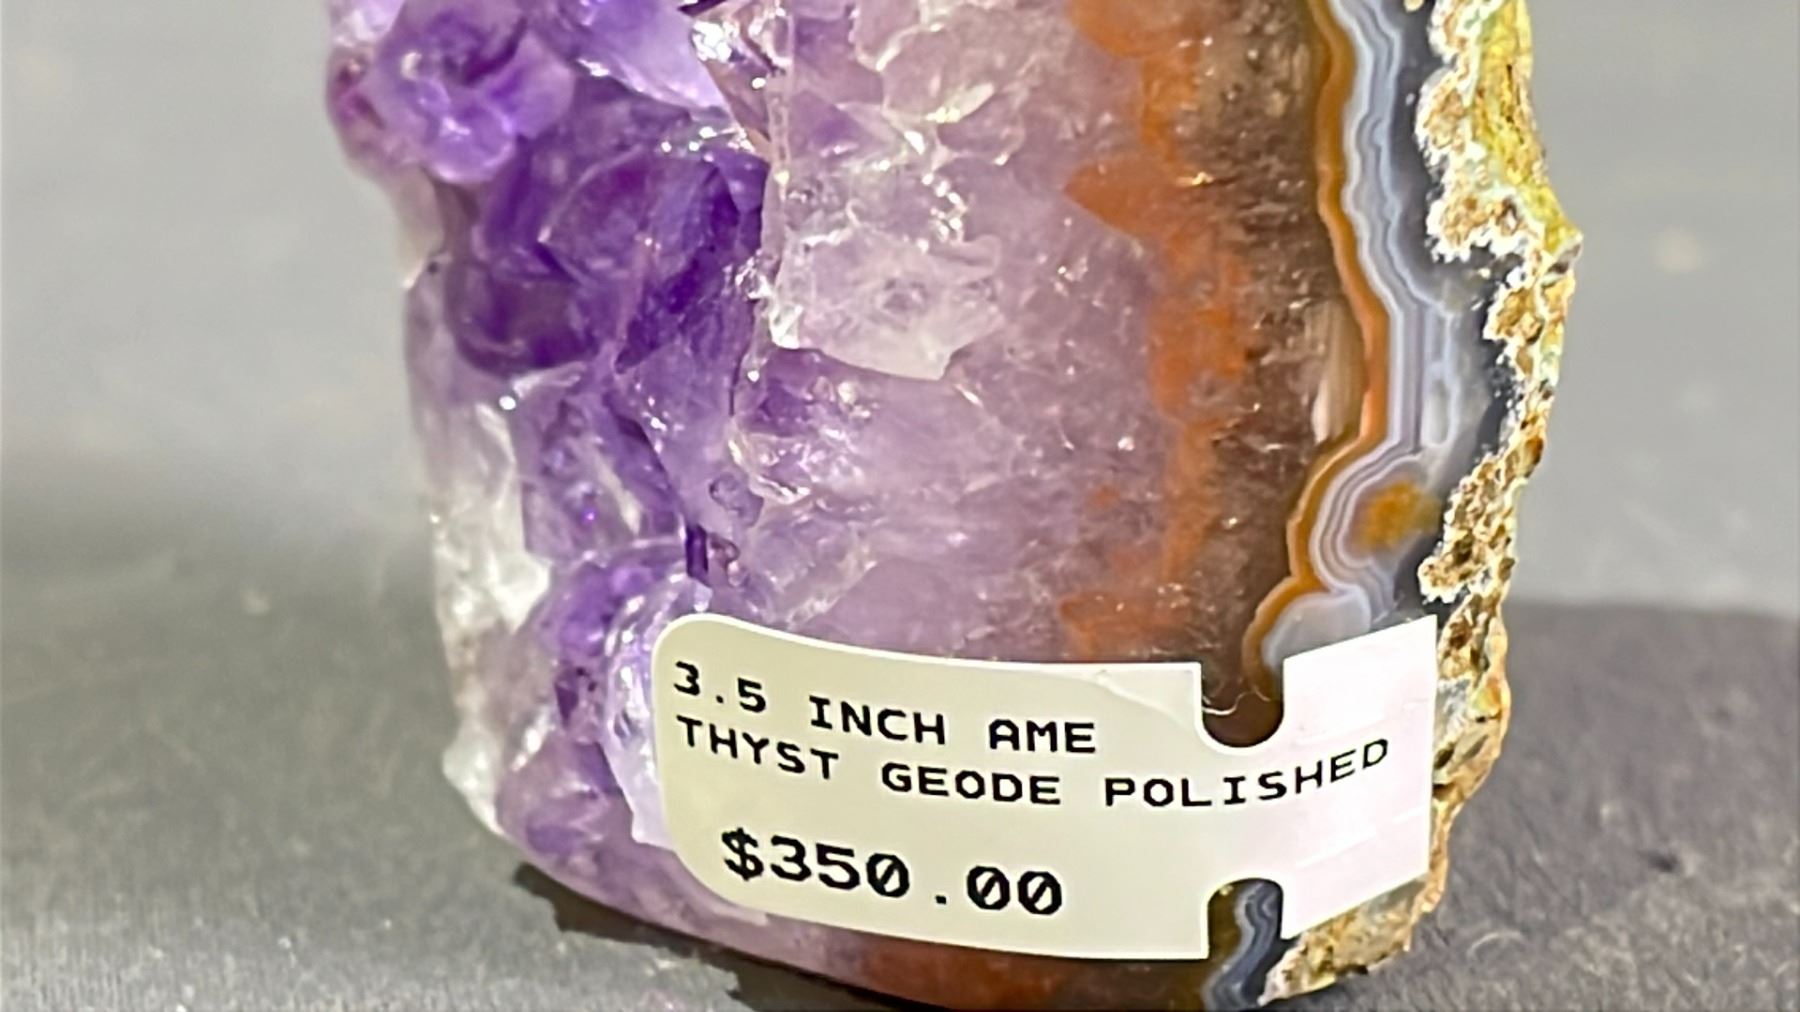 3.5 INCH AME
THYST GEODE POLISHED
$350.00